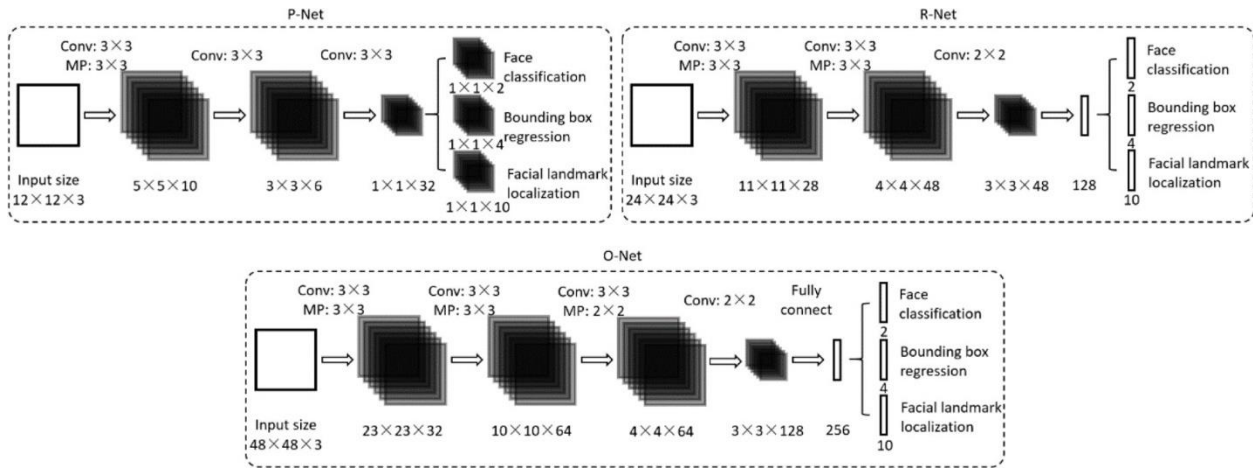 P-Net
Conv: 3×3
MP: 3×3
Conv: 3×3
Conv: 3×3
Face
classification
1×1×2
Bounding box
regression
1×1×4
Facial landmark
localization
1×1×10
Input size
12×12×3
5×5×10
3×3×6
1×1×32
R-Net
Conv: 3×3
MP: 3×3
Conv: 3×3
MP: 3×3
Conv: 2×2
Face
classification
2
Bounding box
regression
4
Facial landmark
localization
10
Input size
24×24×3
11×11×28
4×4×48
3×3×48
128
O-Net
Conv: 3×3
MP: 3×3
Conv: 3×3
MP: 3×3
Conv: 3×3
MP: 2×2
Conv: 2×2
Fully
connect
Face
classification
2
Bounding box
regression
4
Facial landmark
localization
10
Input size
48×48×3
23×23×32
10×10×64
4×4×64
3×3×128
256